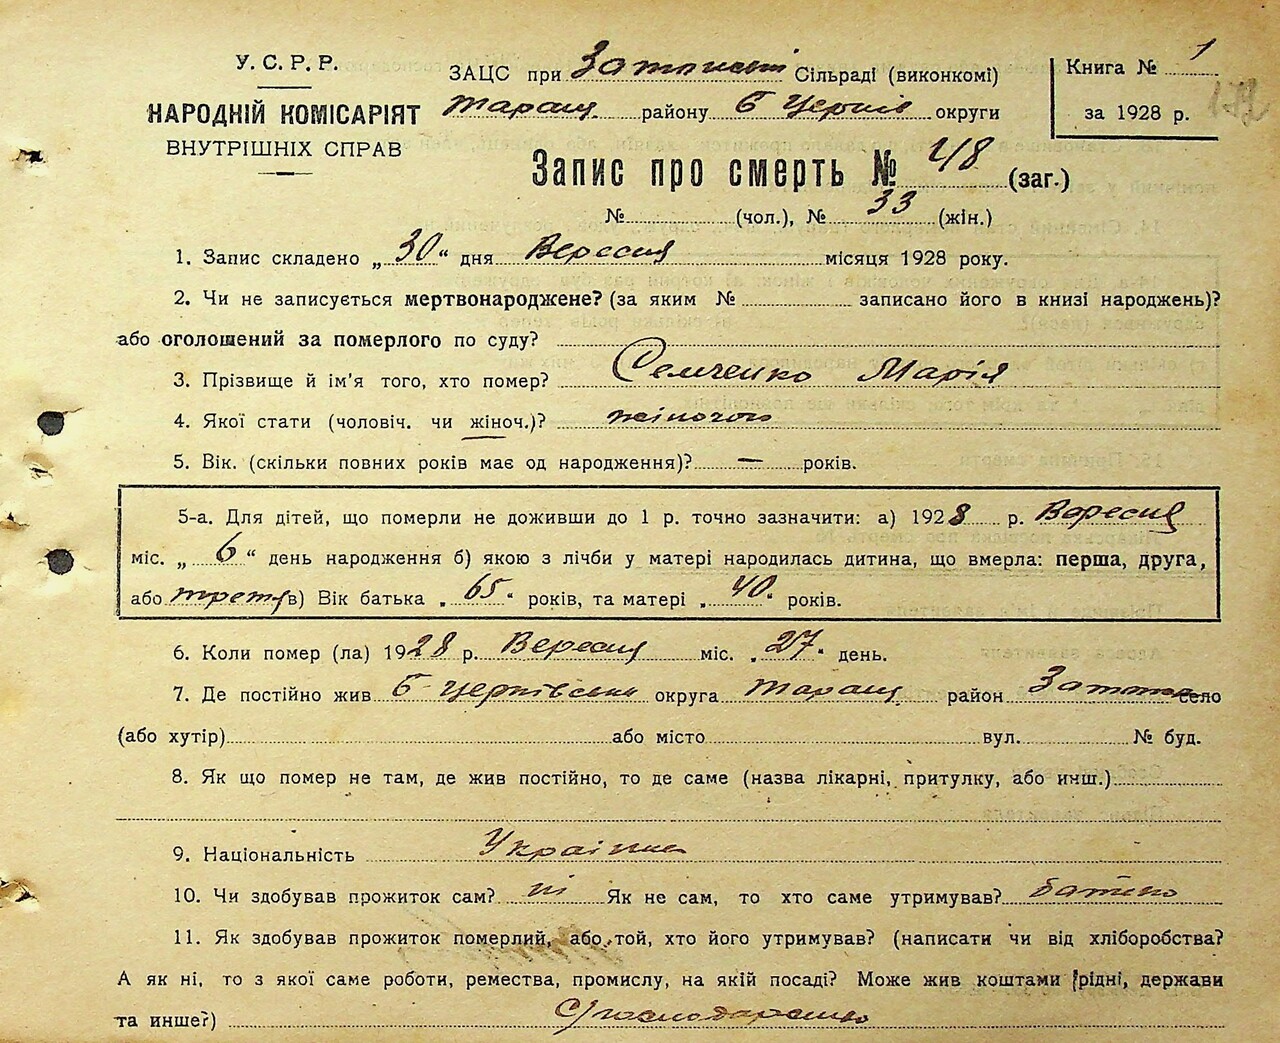 У. С. Р. Р.
НАРОДНІЙ КОМІСАРІЯТ
ВНУТРІШНІХ СПРАВ
ЗАЦС при Сільраді (виконкомі)
Таращ. району Б Церків округи
Книга № 1
за 1928 р. 172
Запис про смерть № 48 (заг.)
№ (чол.), № 33 (жін.)
1. Запис складено „30“ дня Вересня місяця 1928 року.
2. Чи не записується мертвонароджене? (за яким № записано його в книзі народжень)?
або оголошений за померлого по суду?
3. Прізвище й ім'я того, хто помер? Семченко Марія
4. Якої стати (чоловіч. чи жіноч.)? жіночого
5. Вік. (скільки повних років має од народження)? — років.
5-а. Для дітей, що померли не доживши до 1 р. точно зазначити: а) 1928 р. Вересня
міс. „6“ день народження б) якою з лічби у матері народилась дитина, що вмерла: перша, друга,
або третя в) Вік батька „65“ років, та матері „40“ років.
6. Коли помер (ла) 1928 р. Вересня міс. „27“ день.
7. Де постійно жив Б-Церківська округа Таращ. район село
(або хутір) або місто вул. № буд.
8. Як що помер не там, де жив постійно, то де саме (назва лікарні, притулку, або инш.)
9. Національність Українка
10. Чи здобував прожиток сам? ні Як не сам, то хто саме утримував? батько
11. Як здобував прожиток померлий, або той, хто його утримував? (написати чи від хліборобства?
А як ні, то з якої саме роботи, ремества, промислу, на якій посаді? Може жив коштами рідні, держави
та инше?) С/господарство